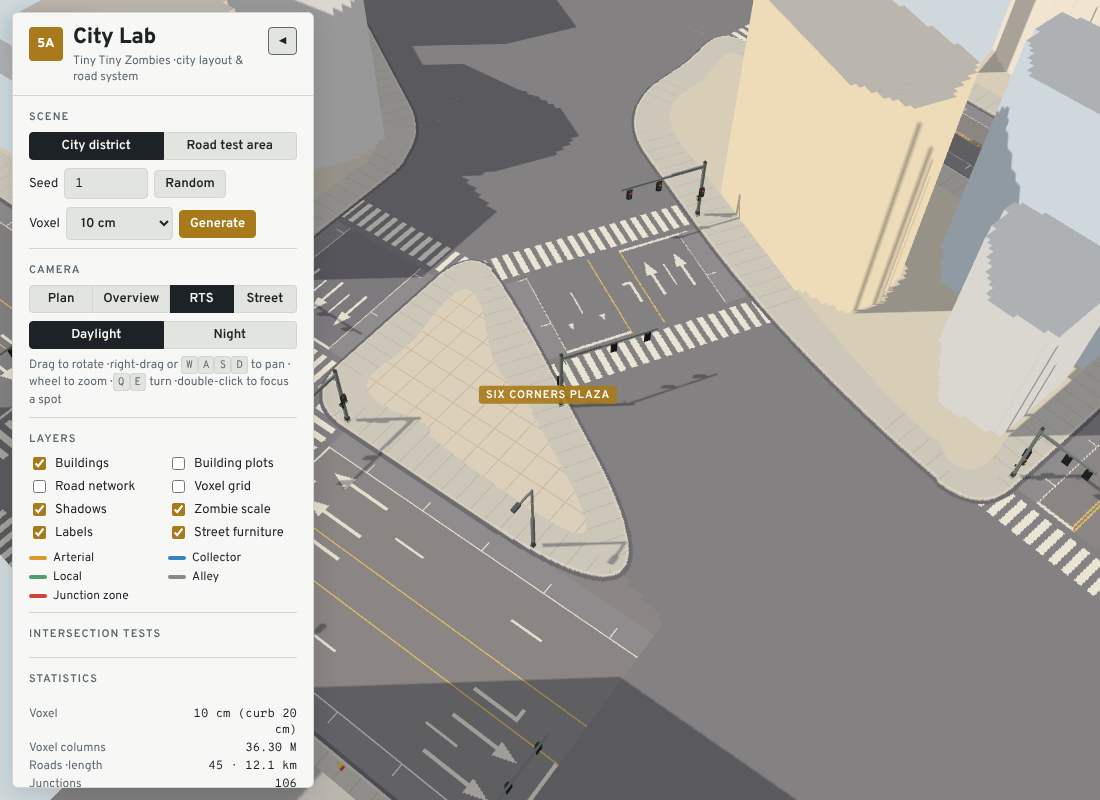 5A
City Lab
◄
Tiny Tiny Zombies · city layout &
road system
SCENE
City district
Road test area
Seed
1
Random
Voxel
10 cm
Generate
CAMERA
Plan
Overview
RTS
Street
Daylight
Night
Drag to rotate · right-drag or W A S D to pan ·
wheel to zoom · Q E turn · double-click to focus
a spot
LAYERS
Buildings
Building plots
Road network
Voxel grid
Shadows
Zombie scale
Labels
Street furniture
Arterial
Collector
Local
Alley
Junction zone
INTERSECTION TESTS
STATISTICS
Voxel 10 cm (curb 20
cm)
Voxel columns 36.30 M
Roads · length 45 · 12.1 km
Junctions 106
SIX CORNERS PLAZA